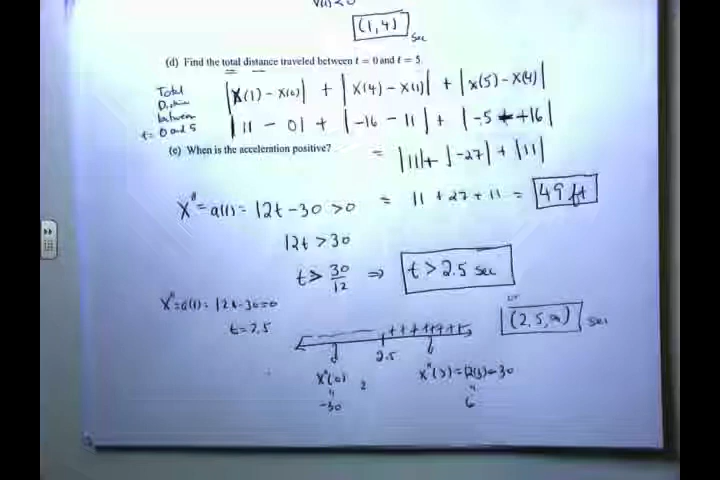 (1, 4) sec
(d) Find the total distance traveled between t = 0 and t = 5.
Total Distance between t = 0 and 5
|x(1) - x(0)| + |x(4) - x(1)| + |x(5) - x(4)|
|11 - 0| + |-16 - 11| + |-5 + +16|
(e) When is the acceleration positive?
= |11| + |-27| + |11|
= 11 + 27 + 11 = 49 ft
x" = a(t) = 12t - 30 > 0
12t > 30
t > 30/12 ⇒ t > 2.5 sec
x" = a(t) = 12t - 30 = 0
t = 2.5
or
(2.5, ∞) sec
- - - - - - + + + + + + +
2.5
x"(0)
"
-30
x"(3) = 12(3) - 30
"
6